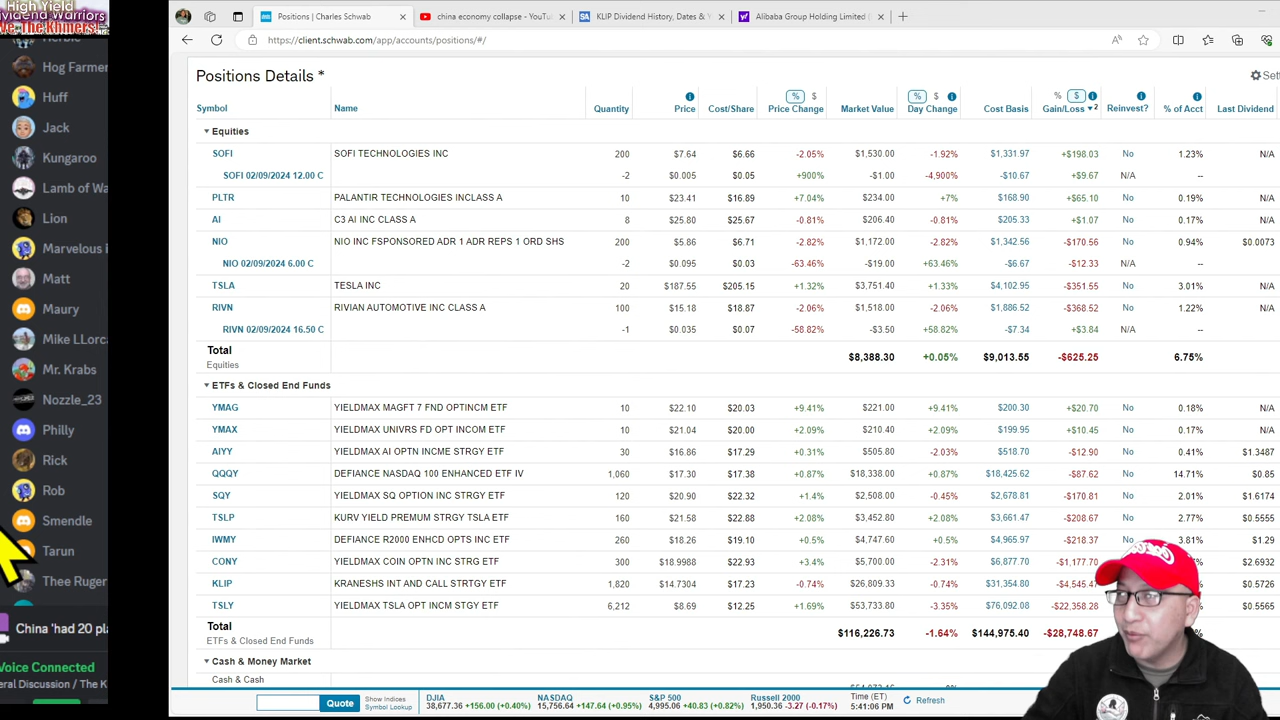 High Yield
Dividend Warriors
Hog Farmer
Huff
Jack
Kungaroo
Lamb of Wa
Lion
Marvelous i
Matt
Maury
Mike LLorc
Mr. Krabs
Nozzle_23
Philly
Rick
Rob
Smendle
Tarun
Thee Ruger
China 'had 20 pl
Voice Connected
eral Discussion / The K
Positions | Charles Schwab
china economy collapse - YouT
KLIP Dividend History, Dates &
Alibaba Group Holding Limited
https://client.schwab.com/app/accounts/positions/#/
Positions Details *
Symbol Name Quantity Price Cost/Share % $ Price Change Market Value % $ Day Change Cost Basis % $ Gain/Loss 2 Reinvest? % of Acct Last Dividend
Equities
SOFI SOFI TECHNOLOGIES INC 200 $7.64 $6.66 -2.05% $1,530.00 -1.92% $1,331.97 +$198.03 No 1.23% N/A
SOFI 02/09/2024 12.00 C -2 $0.005 $0.05 +900% -$1.00 -4,900% -$10.67 +$9.67 N/A -- N/A
PLTR PALANTIR TECHNOLOGIES INCLASS A 10 $23.41 $16.89 +7.04% $234.00 +7% $168.90 +$65.10 No 0.19% N/A
AI C3 AI INC CLASS A 8 $25.80 $25.67 -0.81% $206.40 -0.81% $205.33 +$1.07 No 0.17% N/A
NIO NIO INC FSPONSORED ADR 1 ADR REPS 1 ORD SHS 200 $5.86 $6.71 -2.82% $1,172.00 -2.82% $1,342.56 -$170.56 No 0.94% $0.0073
NIO 02/09/2024 6.00 C -2 $0.095 $0.03 -63.46% -$19.00 +63.46% -$6.67 -$12.33 N/A -- N/A
TSLA TESLA INC 20 $187.55 $205.15 +1.32% $3,751.40 +1.33% $4,102.95 -$351.55 No 3.01% N/A
RIVN RIVIAN AUTOMOTIVE INC CLASS A 100 $15.18 $18.87 -2.06% $1,518.00 -2.06% $1,886.52 -$368.52 No 1.22% N/A
RIVN 02/09/2024 16.50 C -1 $0.035 $0.07 -58.82% -$3.50 +58.82% -$7.34 +$3.84 N/A -- N/A
Total
Equities $8,388.30 +0.05% $9,013.55 -$625.25 6.75%
ETFs & Closed End Funds
YMAG YIELDMAX MAGFT 7 FND OPTINCM ETF 10 $22.10 $20.03 +9.41% $221.00 +9.41% $200.30 +$20.70 No 0.18% N/A
YMAX YIELDMAX UNIVRS FD OPT INCOM ETF 10 $21.04 $20.00 +2.09% $210.40 +2.09% $199.95 +$10.45 No 0.17% N/A
AIYY YIELDMAX AI OPTN INCME STRGY ETF 30 $16.86 $17.29 +0.31% $505.80 -2.03% $518.70 -$12.90 No 0.41% $1.3487
QQQY DEFIANCE NASDAQ 100 ENHANCED ETF IV 1,060 $17.30 $17.38 +0.87% $18,338.00 +0.87% $18,425.62 -$87.62 No 14.71% $0.85
SQY YIELDMAX SQ OPTION INC STRGY ETF 120 $20.90 $22.32 +1.4% $2,508.00 -0.45% $2,678.81 -$170.81 No 2.01% $1.6174
TSLP KURV YIELD PREMUM STRGY TSLA ETF 160 $21.58 $22.88 +2.08% $3,452.80 +2.08% $3,661.47 -$208.67 No 2.77% $0.5555
IWMY DEFIANCE R2000 ENHCD OPTS INC ETF 260 $18.26 $19.10 +0.5% $4,747.60 +0.5% $4,965.97 -$218.37 No 3.81% $1.29
CONY YIELDMAX COIN OPTN INC STRG ETF 300 $18.9988 $22.93 +3.4% $5,700.00 -2.31% $6,877.70 -$1,177.70 $2.6932
KLIP KRANESHS INT AND CALL STRTGY ETF 1,820 $14.7304 $17.23 -0.74% $26,809.33 -0.74% $31,354.80 -$4,545.47 $0.5726
TSLY YIELDMAX TSLA OPT INCM STGY ETF 6,212 $8.69 $12.25 +1.69% $53,733.80 -3.35% $76,092.08 -$22,358.28 $0.5565
Total
ETFs & Closed End Funds $116,226.73 -1.64% $144,975.40 -$28,748.67
Cash & Money Market
Cash & Cash
Quote
Show Indices
Symbol Lookup
DJIA
38,677.36 +156.00 (+0.40%)
NASDAQ
15,756.64 +147.64 (+0.95%)
S&P 500
4,995.06 +40.83 (+0.82%)
Russell 2000
1,950.36 -3.27 (-0.17%)
Time (ET)
5:41:06 PM
Refresh